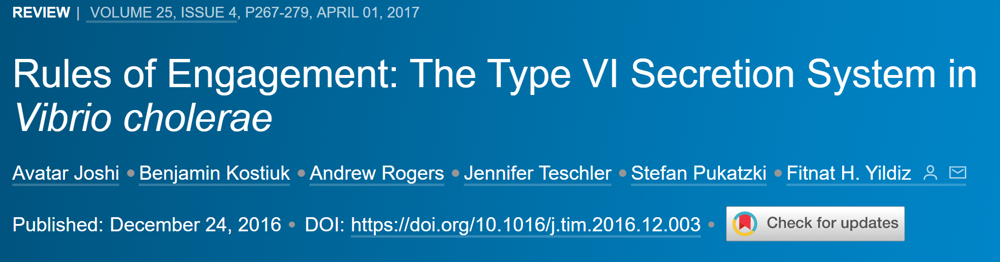 REVIEW | VOLUME 25, ISSUE 4, P267-279, APRIL 01, 2017
Rules of Engagement: The Type VI Secretion System in
Vibrio cholerae
Avatar Joshi • Benjamin Kostiuk • Andrew Rogers • Jennifer Teschler • Stefan Pukatzki • Fitnat H. Yildiz
Published: December 24, 2016 • DOI: https://doi.org/10.1016/j.tim.2016.12.003 • Check for updates